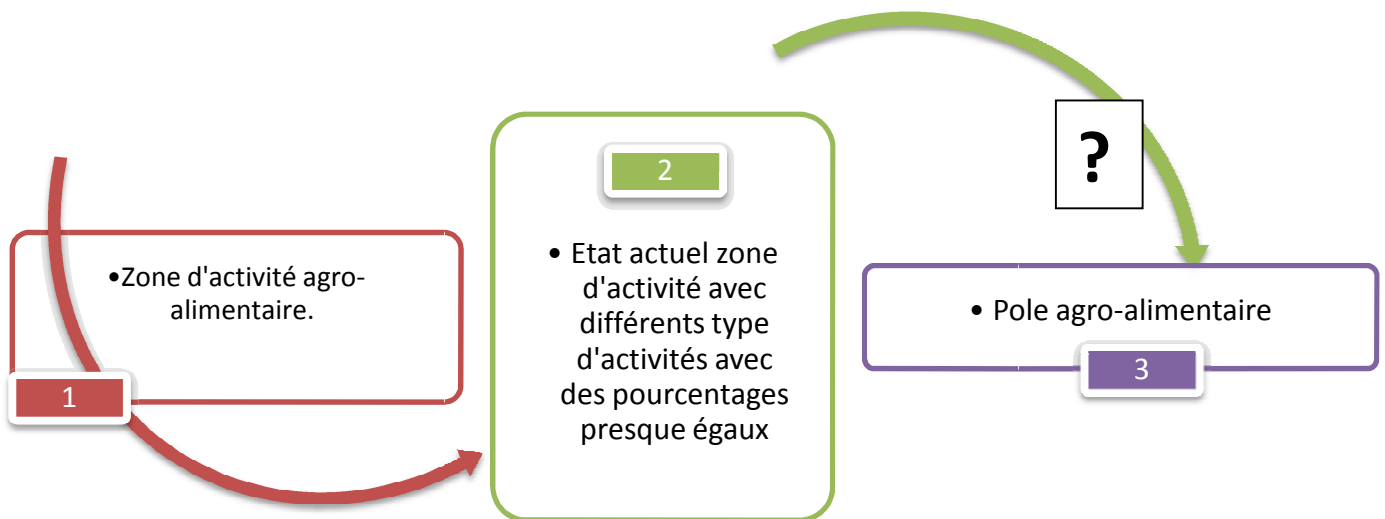 •Zone d'activité agro-
alimentaire.
1
2
• Etat actuel zone
d'activité avec
différents type
d'activités avec
des pourcentages
presque égaux
?
• Pole agro-alimentaire
3